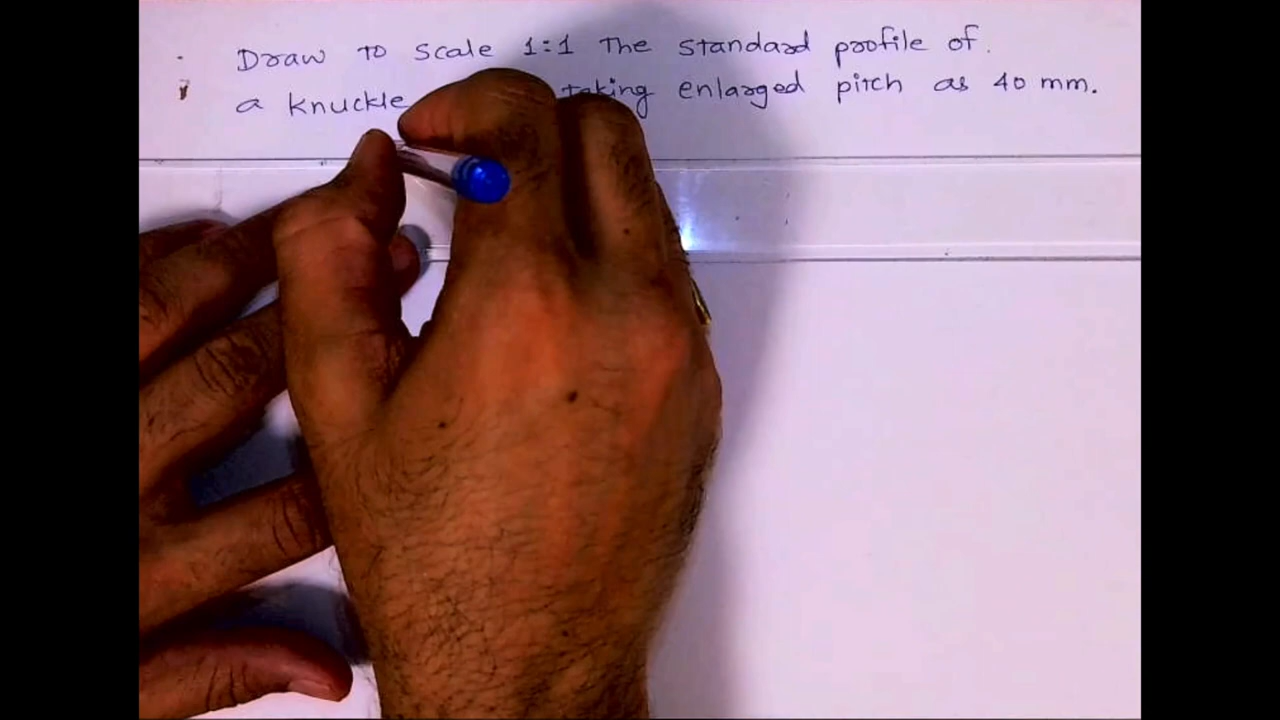 Draw to scale 1:1 the standard profile of.
a knuckle taking enlarged pitch as 40 mm.